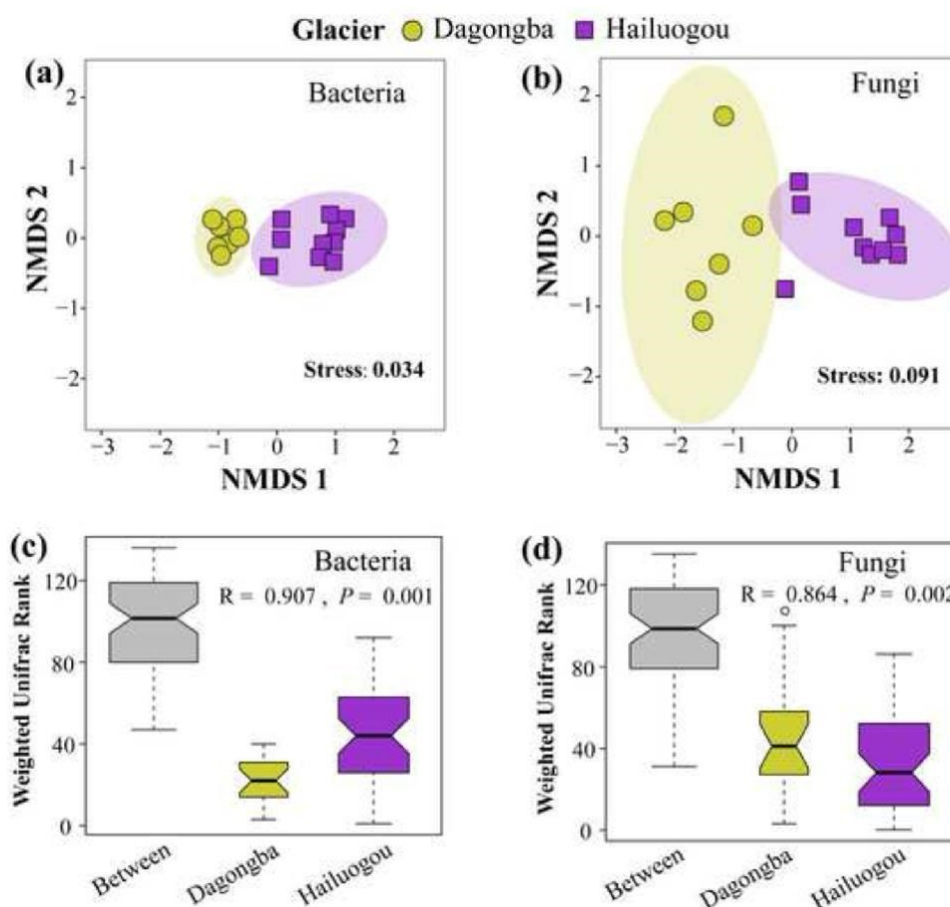 Glacier Dagongba Hailuogou
(a)
Bacteria
2
1
0
−1
−2
NMDS 2
Stress: 0.034
−3 −2 −1 0 1 2
NMDS 1
(b)
Fungi
2
1
0
−1
−2
NMDS 2
Stress: 0.091
−3 −2 −1 0 1 2
NMDS 1
(c)
Bacteria
R = 0.907 , P = 0.001
120
80
40
0
Weighted Unifrac Rank
Between Dagongba Hailuogou
(d)
Fungi
R = 0.864 , P = 0.002
120
80
40
0
Weighted Unifrac Rank
Between Dagongba Hailuogou